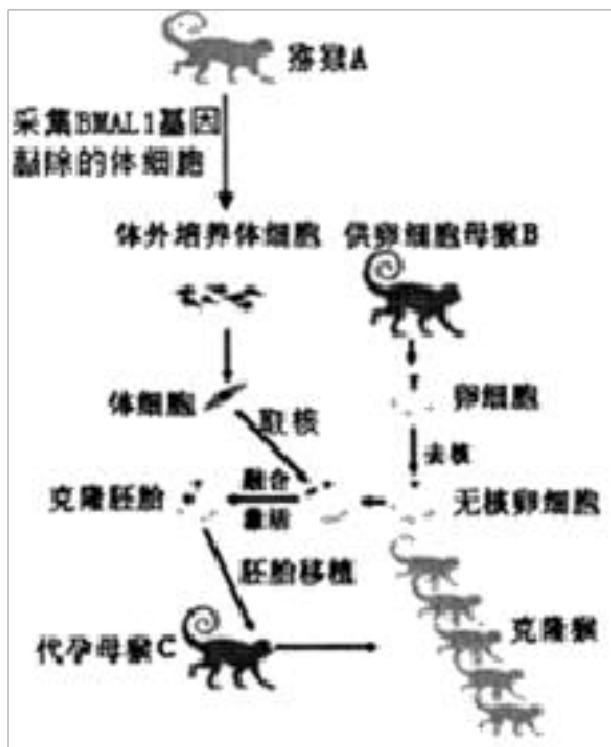 猕猴A
采集BMAL1基因
敲除的体细胞
体外培养体细胞
供卵细胞母猴B
体细胞
取核
卵细胞
去核
克隆胚胎
融合
激活
无核卵细胞
胚胎移植
代孕母猴C
克隆猴